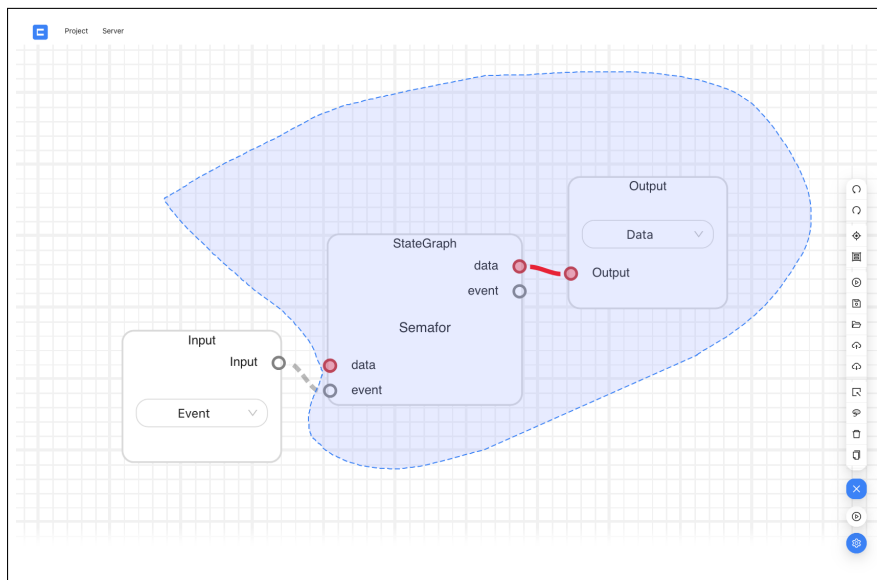 Project Server
Output
Data
Output
StateGraph
data
event
Semafor
data
event
Input
Input
Event